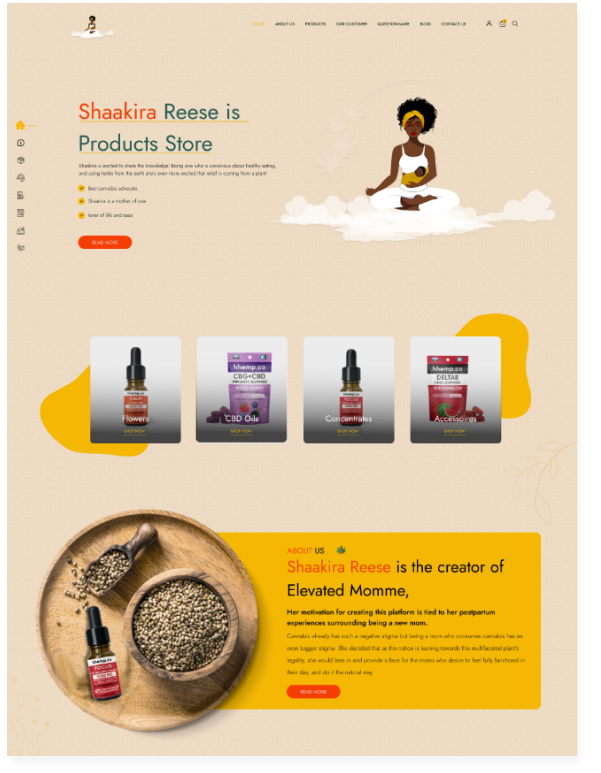 HOME ABOUT US PRODUCTS OUR CUSTOMER QUESTIONNAIRE BLOG CONTACT US
Shaakira Reese is
Products Store
Shaakira is excited to share the knowledge! Being one who is conscious about healthy eating,
and using herbs from the earth she's even more excited that relief is coming from a plant!
Best cannabis advocate
Shaakira is a mother of one
lover of life and ease
READ MORE
hhemp.co
Flowers
SHOP NOW
hhemp.co
CBG+CBD
CBD Oils
SHOP NOW
hhemp.co
Concentrates
SHOP NOW
hhemp.co
DELTA8
Accessoires
SHOP NOW
ABOUT US
Shaakira Reese is the creator of
Elevated Momme,
Her motivation for creating this platform is tied to her postpartum
experiences surrounding being a new mom.
Cannabis already has such a negative stigma but being a mom who consumes cannabis has an
even bigger stigma. She decided that as the nation is leaning towards this multifaceted plant's
legality, she would lean in and provide a face for the moms who desire to feel fully functioned in
their day, and do it the natural way.
READ MORE
hhemp.co
FOCUS